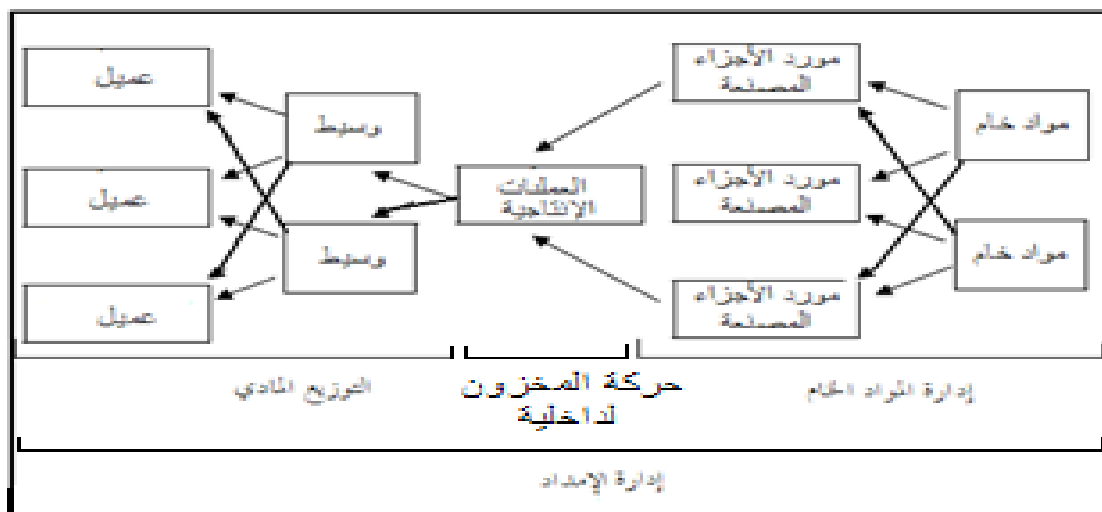 مورد الأجزاء
المصنعة
مواد خام
عميل
وسيط
العمليات
الإنتاجية
مورد الأجزاء
المصنعة
عميل
مواد خام
وسيط
مورد الأجزاء
المصنعة
عميل
إدارة المواد الخام
حركة المخزون
لداخلية
التوزيع المادي
إدارة الإمداد